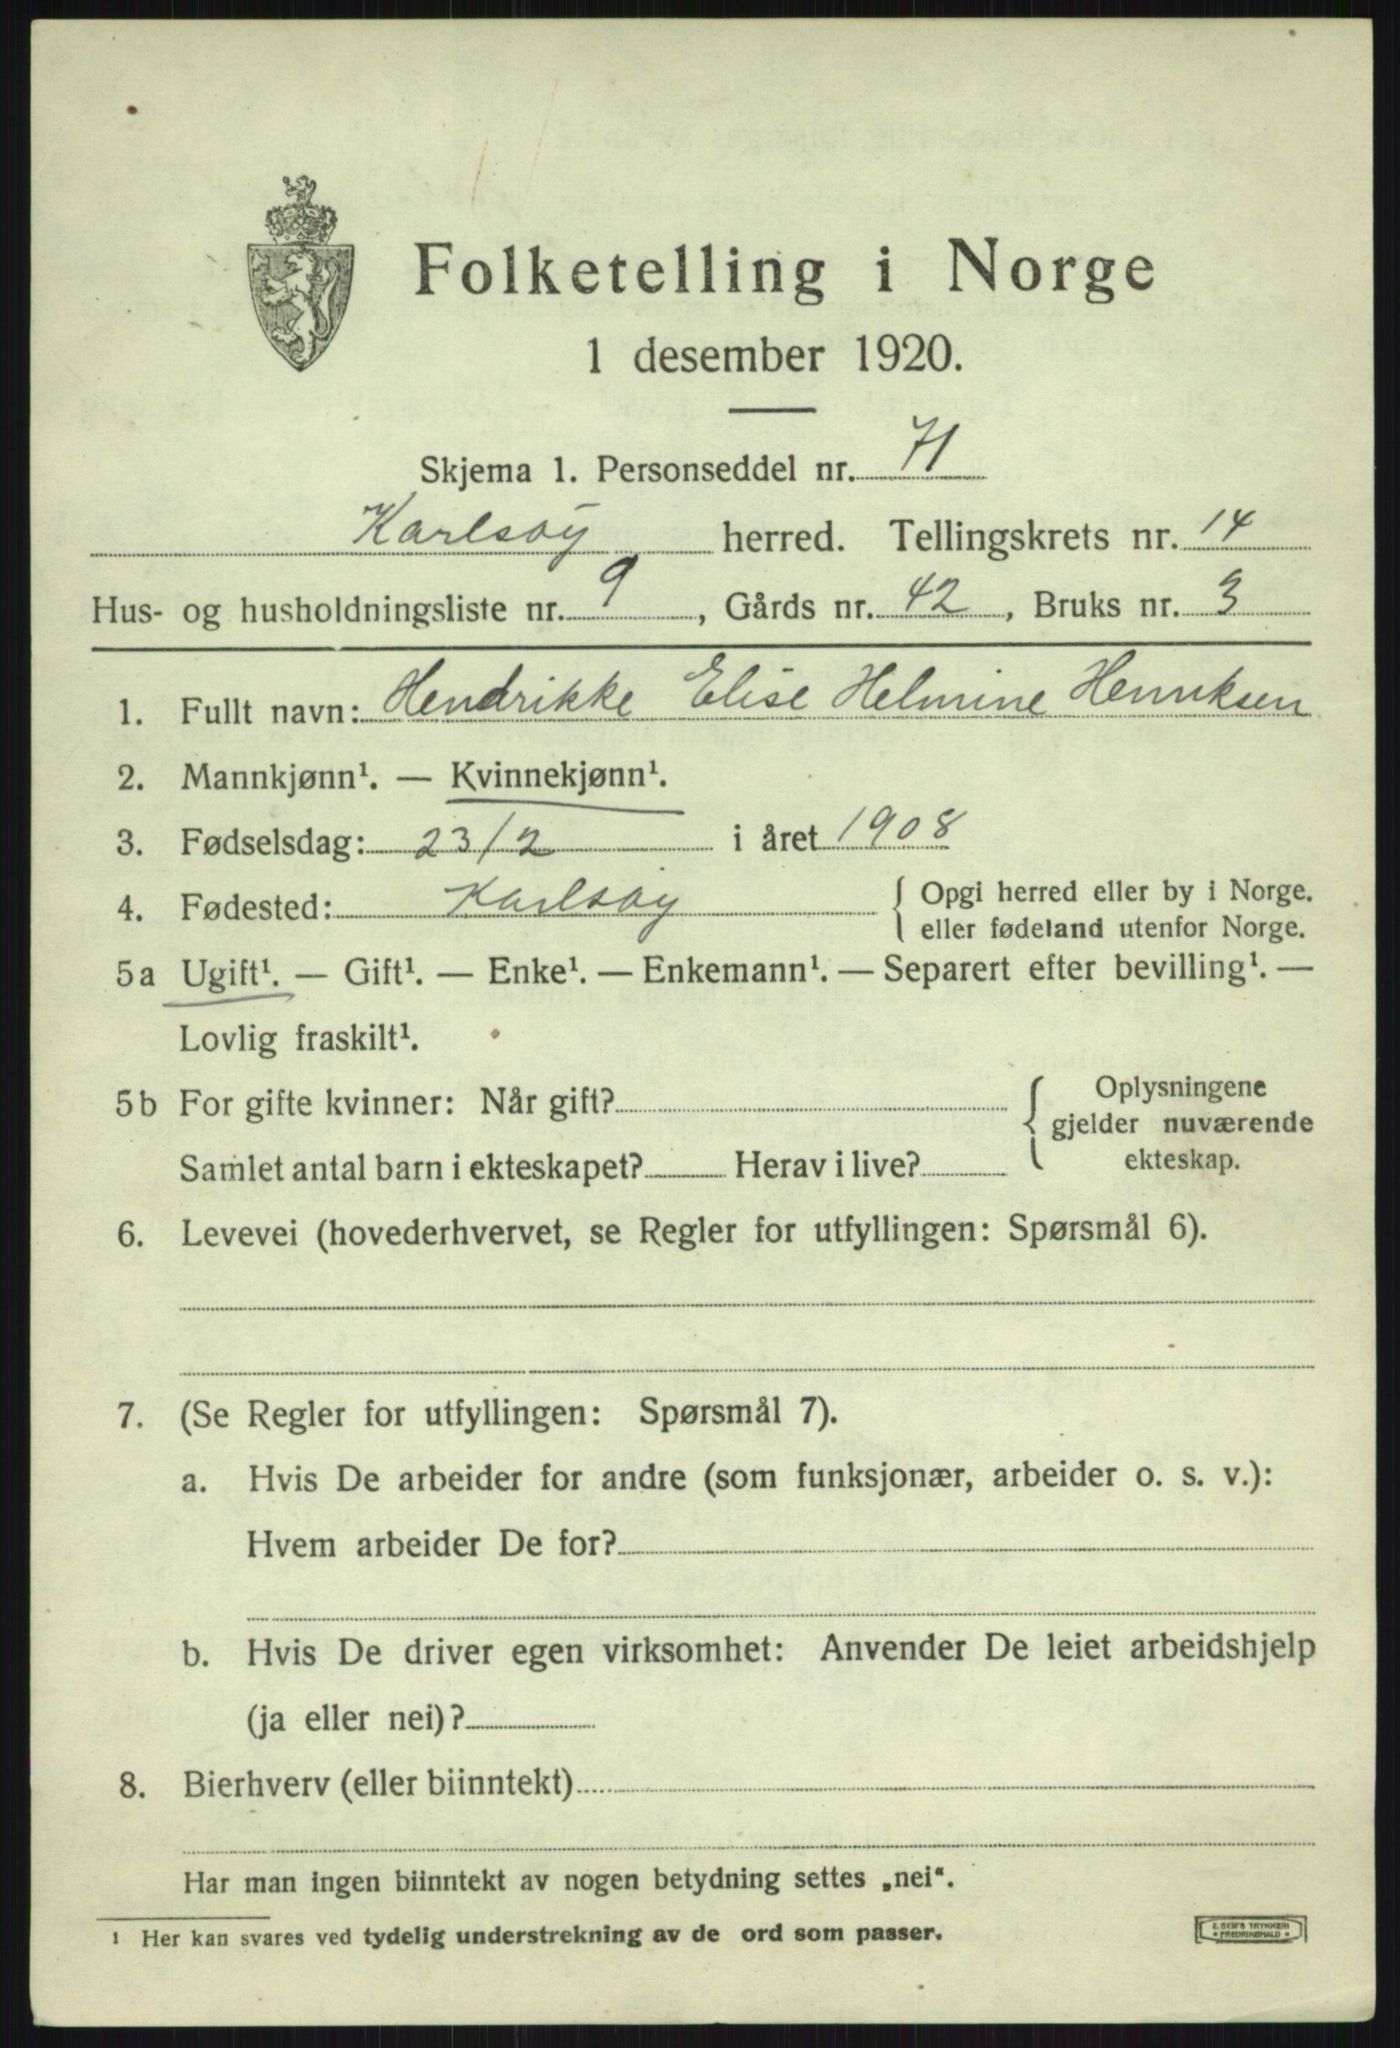 Folketelling i Norge
1 desember 1920.
Skjema 1. Personseddel nr. 71
Karlsøy herred. Tellingskrets nr. 14
Hus- og husholdningsliste nr. 9, Gårds nr. 42, Bruks nr. 3
1. Fullt navn: Hendrikke Elise Helmine Henriksen
2. Mannkjønn¹. — Kvinnekjønn¹.
3. Fødselsdag: 23/2 i året 1908
4. Fødested: Karlsøy { Opgi herred eller by i Norge.
eller fødeland utenfor Norge.
5a Ugift¹. — Gift¹. — Enke¹. — Enkemann¹. — Separert efter bevilling¹. —
Lovlig fraskilt¹.
5b For gifte kvinner: Når gift? { Oplysningene
gjelder nuværende
Samlet antal barn i ekteskapet? Herav i live? ekteskap.
6. Levevei (hovederhvervet, se Regler for utfyllingen: Spørsmål 6).
7. (Se Regler for utfyllingen: Spørsmål 7).
a. Hvis De arbeider for andre (som funksjonær, arbeider o. s. v.):
Hvem arbeider De for?
b. Hvis De driver egen virksomhet: Anvender De leiet arbeidshjelp
(ja eller nei)?
8. Bierhverv (eller biinntekt)
Har man ingen biinntekt av nogen betydning settes „nei“.
¹ Her kan svares ved tydelig understrekning av de ord som passer.
E. SEM'S TRYKKERI
FREDRIKSHALD